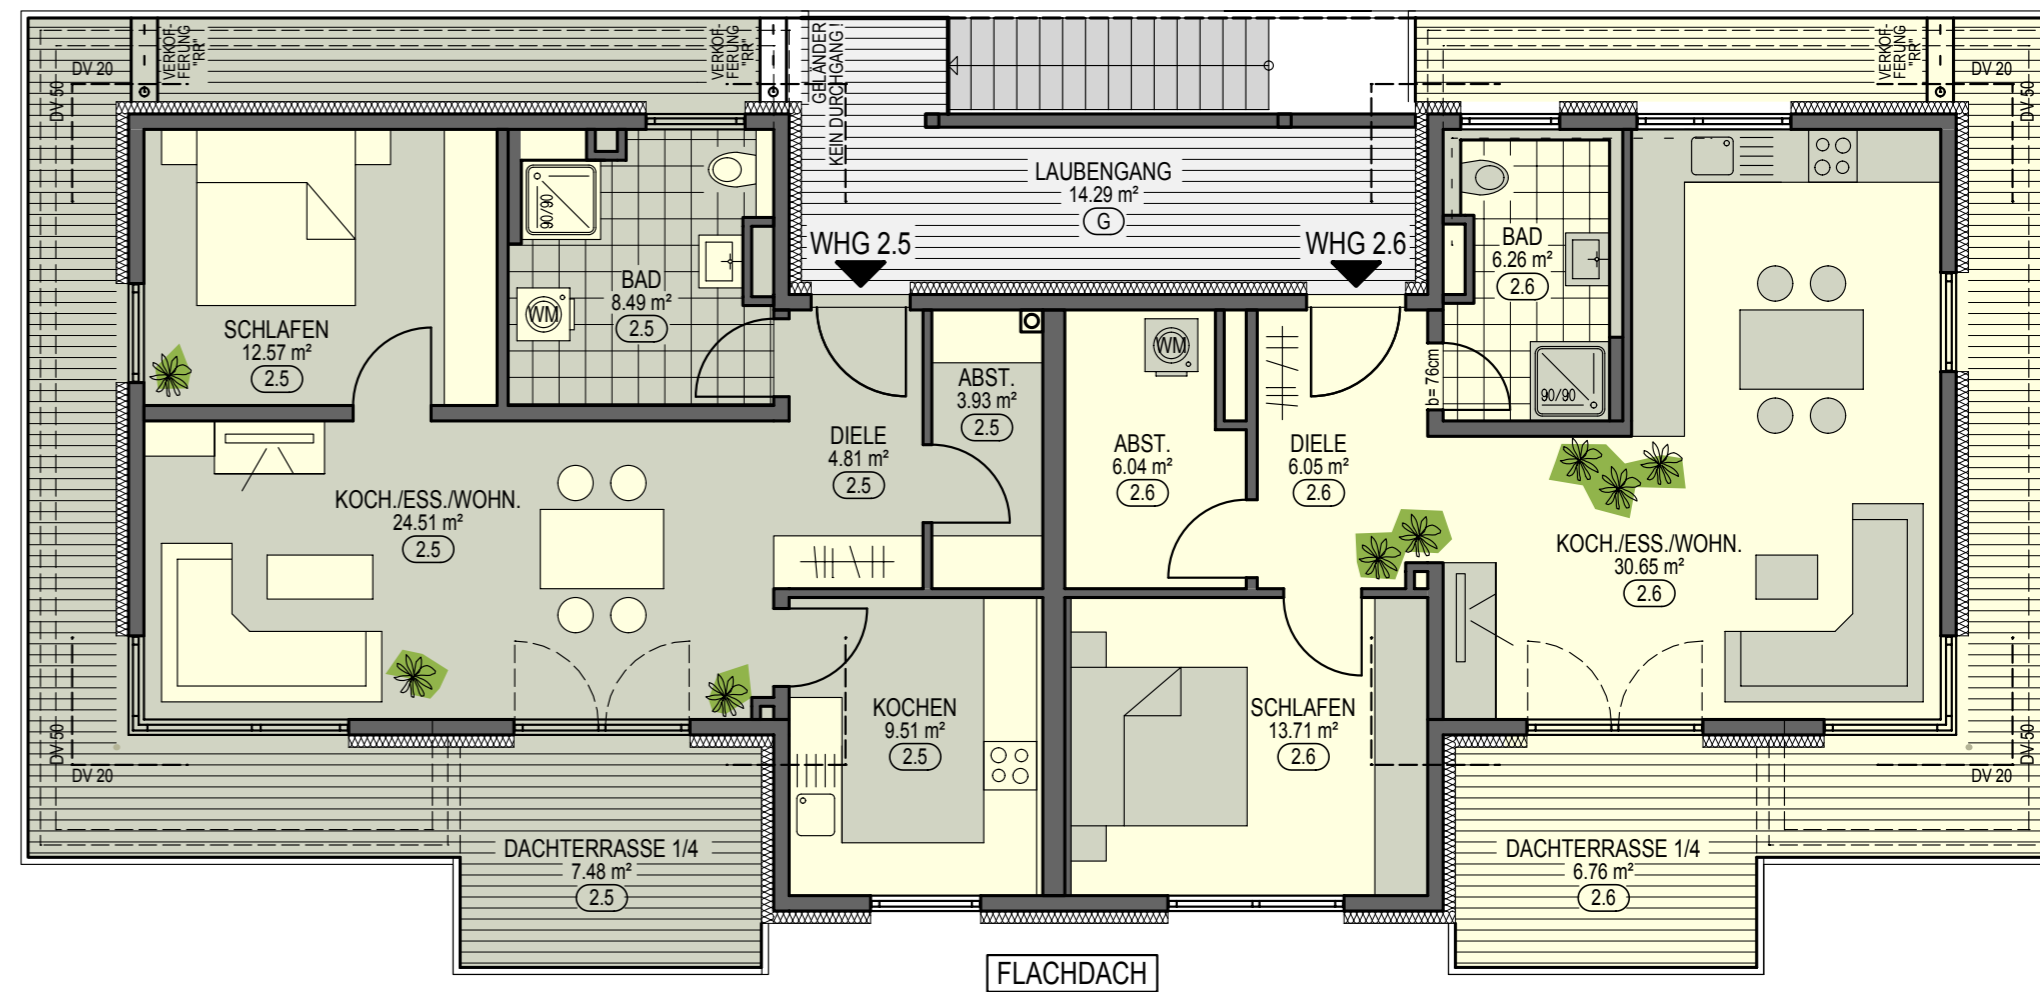 VERKOF-
FERUNG
"RR"
VERKOF-
FERUNG
"RR"
GELÄNDER
KEIN DURCHGANG !
VERKOF-
FERUNG
"RR"
DV 20
DV 50
DV 20
DV 50
LAUBENGANG
14.29 m²
G
WHG 2.5
WHG 2.6
90/90
BAD
8.49 m²
2.5
WM
SCHLAFEN
12.57 m²
2.5
BAD
6.26 m²
2.6
WM
b= 76cm
90/90
ABST.
3.93 m²
2.5
DIELE
4.81 m²
2.5
ABST.
6.04 m²
2.6
DIELE
6.05 m²
2.6
KOCH./ESS./WOHN.
24.51 m²
2.5
KOCH./ESS./WOHN.
30.65 m²
2.6
KOCHEN
9.51 m²
2.5
SCHLAFEN
13.71 m²
2.6
DV 50
DV 20
DV 50
DV 20
DACHTERRASSE 1/4
7.48 m²
2.5
DACHTERRASSE 1/4
6.76 m²
2.6
FLACHDACH